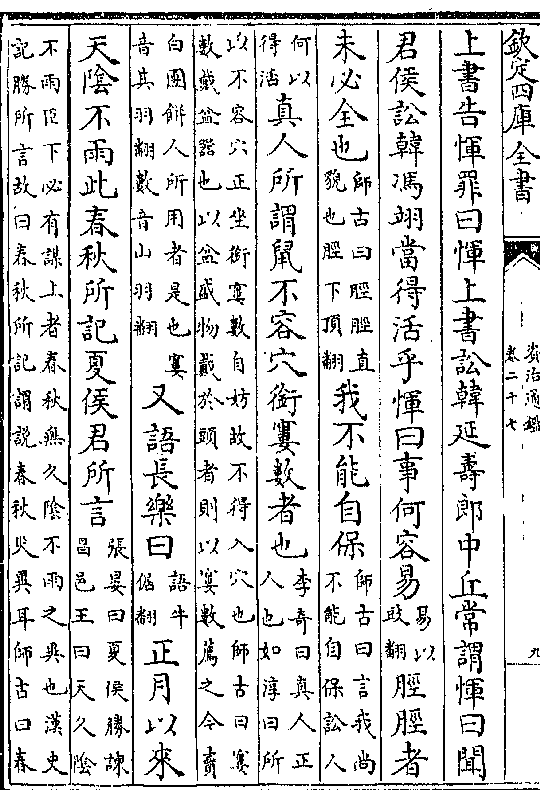 欽定四庫全書
資治通鑑
卷二十七
九
上書告惲罪曰惲上書訟韓延壽郎中丘常謂惲曰聞
君侯訟韓馮翊當得活乎惲曰事何容易易以豉翻脛脛者
未必全也師古曰脛脛直貌也脛下頂翻我不能自保師古曰言我尚不能自保訟人
何以得活真人所謂鼠不容穴銜窶數者也李奇曰真人正人也如淳曰所
以不容穴正坐銜窶數自妨故不得入穴也師古曰窶
數戴盆器也以盆盛物戴於頭者則以窶數薦之今賣
白團餅人所用者是也窶音其羽翻數音山羽翻又語長樂曰語牛倨翻正月以來
天陰不雨此春秋所記夏侯君所言張晏曰夏侯勝諫昌邑王曰天久陰
不雨臣下必有謀上者春秋無久陰不雨之異也漢史
記勝所言故曰春秋所記謂說春秋災異耳師古曰春